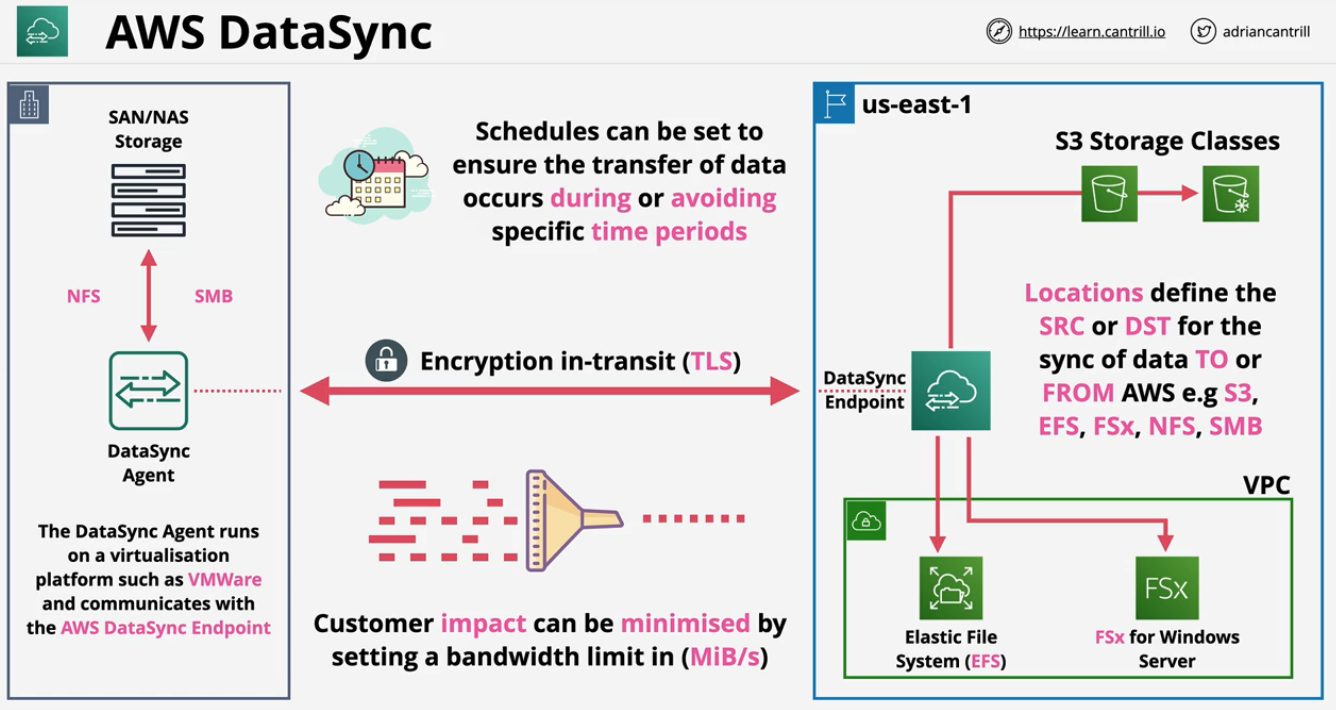 AWS DataSync
https://learn.cantrill.io
adriancantrill
SAN/NAS
Storage
NFS
SMB
DataSync
Agent
The DataSync Agent runs
on a virtualisation
platform such as VMWare
and communicates with
the AWS DataSync Endpoint
Schedules can be set to
ensure the transfer of data
occurs during or avoiding
specific time periods
Encryption in-transit (TLS)
Customer impact can be minimised by
setting a bandwidth limit in (MiB/s)
us-east-1
S3 Storage Classes
Locations define the
SRC or DST for the
sync of data TO or
FROM AWS e.g S3,
EFS, FSx, NFS, SMB
DataSync
Endpoint
VPC
Elastic File
System (EFS)
FSx
FSx for Windows
Server